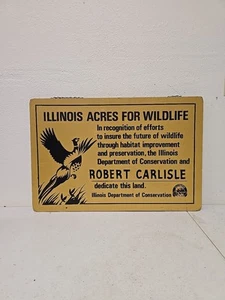 ILLINOIS ACRES FOR WILDLIFE
In recognition of efforts
to insure the future of wildlife
through habitat improvement
and preservation, the Illinois
Department of Conservation and
ROBERT CARLISLE
dedicate this land.
Illinois Department of Conservation